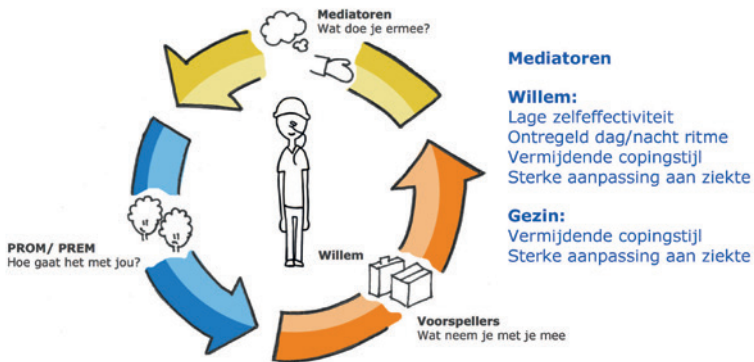 Mediatoren
Wat doe je ermee?
PROM/ PREM
Hoe gaat het met jou?
Willem
Voorspellers
Wat neem je met je mee
Mediatoren
Willem:
Lage zelfeffectiviteit
Ontregeld dag/nacht ritme
Vermijdende copingstijl
Sterke aanpassing aan ziekte
Gezin:
Vermijdende copingstijl
Sterke aanpassing aan ziekte